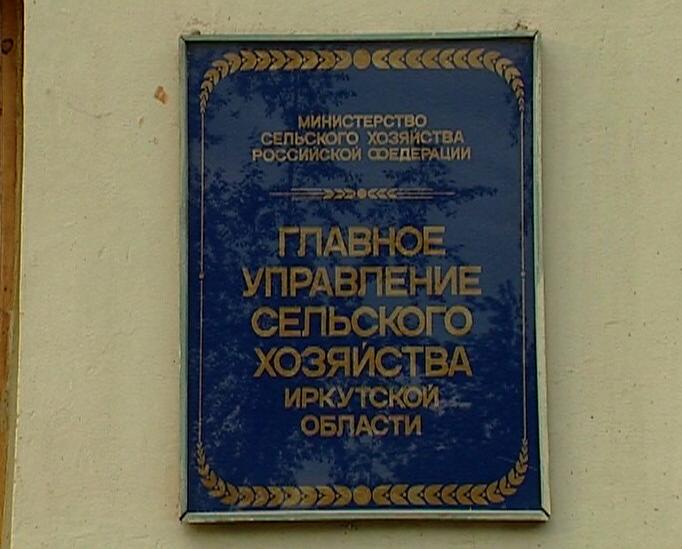 МИНИСТЕРСТВО
СЕЛЬСКОГО ХОЗЯЙСТВА
РОССИЙСКОЙ ФЕДЕРАЦИИ
ГЛАВНОЕ
УПРАВЛЕНИЕ
СЕЛЬСКОГО
ХОЗЯЙСТВА
ИРКУТСКОЙ
ОБЛАСТИ